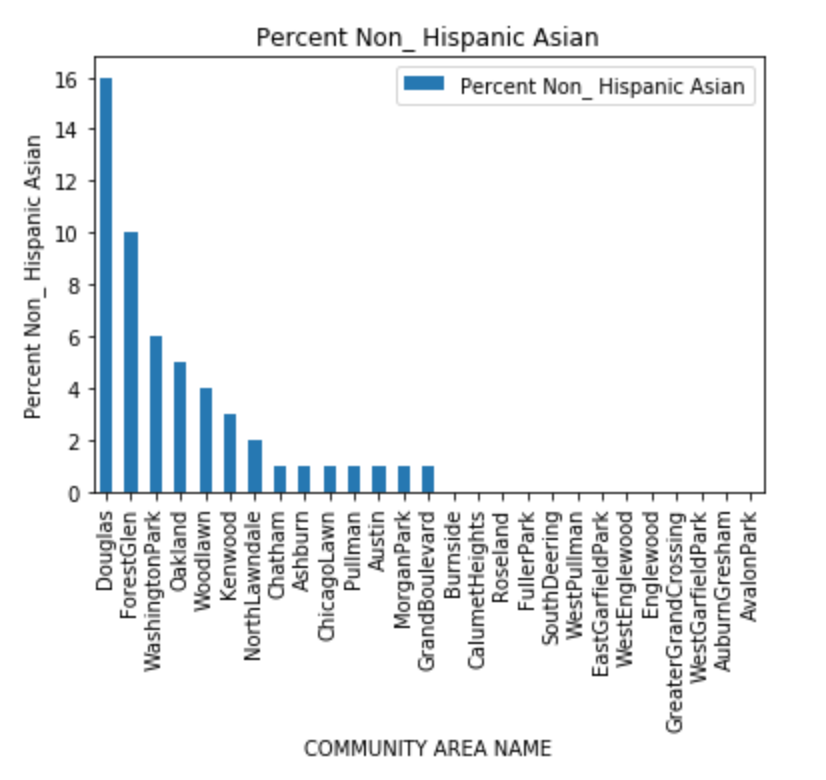 Percent Non_ Hispanic Asian
Percent Non_ Hispanic Asian
Percent Non_ Hispanic Asian
16
14
12
10
8
6
4
2
0
Douglas
ForestGlen
WashingtonPark
Oakland
Woodlawn
Kenwood
NorthLawndale
Chatham
Ashburn
ChicagoLawn
Pullman
Austin
MorganPark
GrandBoulevard
Burnside
CalumetHeights
Roseland
FullerPark
SouthDeering
WestPullman
EastGarfieldPark
WestEnglewood
Englewood
GreaterGrandCrossing
WestGarfieldPark
AuburnGresham
AvalonPark
COMMUNITY AREA NAME